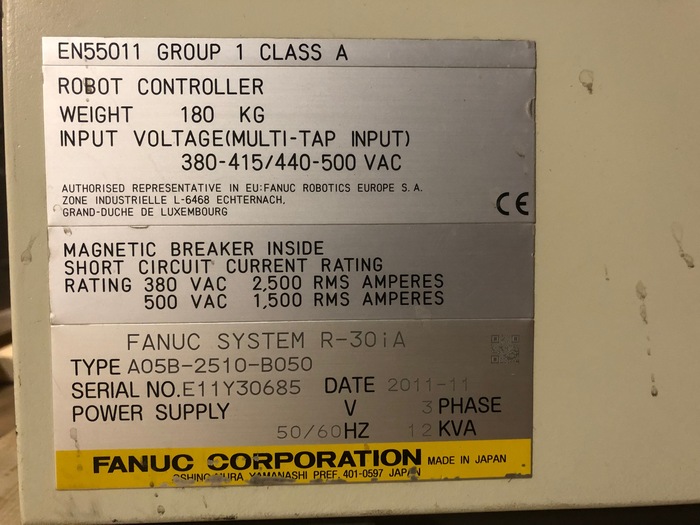 EN55011 GROUP 1 CLASS A
ROBOT CONTROLLER
WEIGHT 180 KG
INPUT VOLTAGE(MULTI-TAP INPUT)
380-415/440-500 VAC
AUTHORISED REPRESENTATIVE IN EU:FANUC ROBOTICS EUROPE S. A.
ZONE INDUSTRIELLE L-6468 ECHTERNACH,
GRAND-DUCHE DE LUXEMBOURG
CE
MAGNETIC BREAKER INSIDE
SHORT CIRCUIT CURRENT RATING
RATING 380 VAC 2,500 RMS AMPERES
500 VAC 1,500 RMS AMPERES
FANUC SYSTEM R-30iA
TYPE A05B-2510-B050
SERIAL NO.E11Y30685 DATE 2011-11
POWER SUPPLY V 3 PHASE
50/60HZ 12 KVA
FANUC CORPORATION MADE IN JAPAN
YAMANASHI PREF. 401-0597 JAPAN